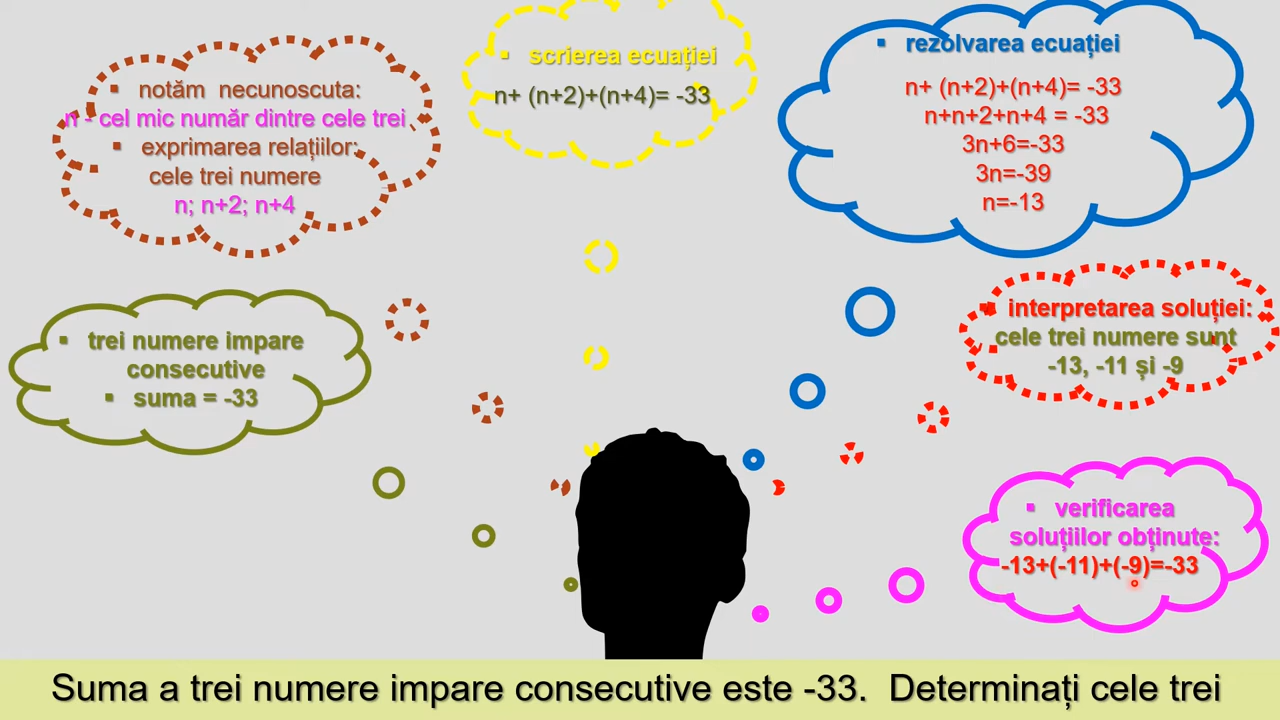 ▪ notăm necunoscuta:
n - cel mic număr dintre cele trei
▪ exprimarea relațiilor:
cele trei numere
n; n+2; n+4
▪ scrierea ecuației
n+ (n+2)+(n+4)= -33
▪ rezolvarea ecuației
n+ (n+2)+(n+4)= -33
n+n+2+n+4 = -33
3n+6=-33
3n=-39
n=-13
▪ trei numere impare
consecutive
▪ suma = -33
▪ interpretarea soluției:
cele trei numere sunt
-13, -11 și -9
▪ verificarea
soluțiilor obținute:
-13+(-11)+(-9)=-33
Suma a trei numere impare consecutive este -33. Determinați cele trei